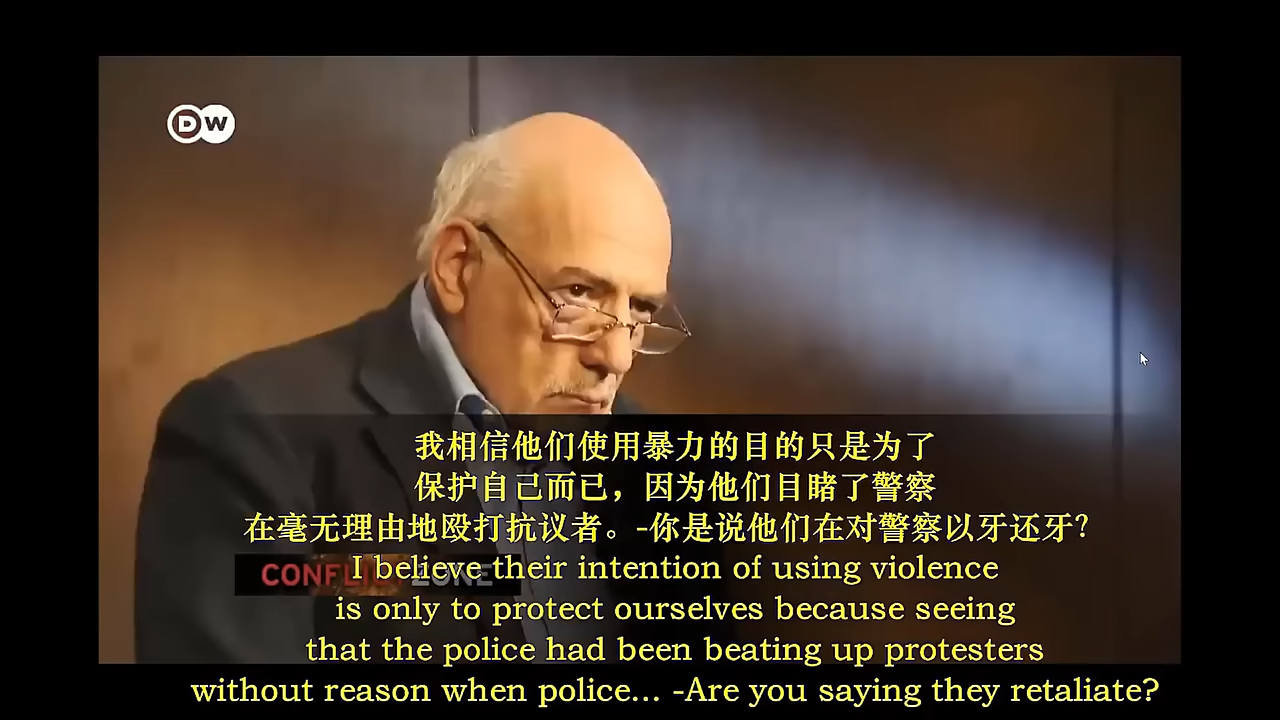 DW
我相信他们使用暴力的目的只是为了
保护自己而已，因为他们目睹了警察
在毫无理由地殴打抗议者。-你是说他们在对警察以牙还牙？
CONFLICT ZONE
I believe their intention of using violence
is only to protect ourselves because seeing
that the police had been beating up protesters
without reason when police... -Are you saying they retaliate?